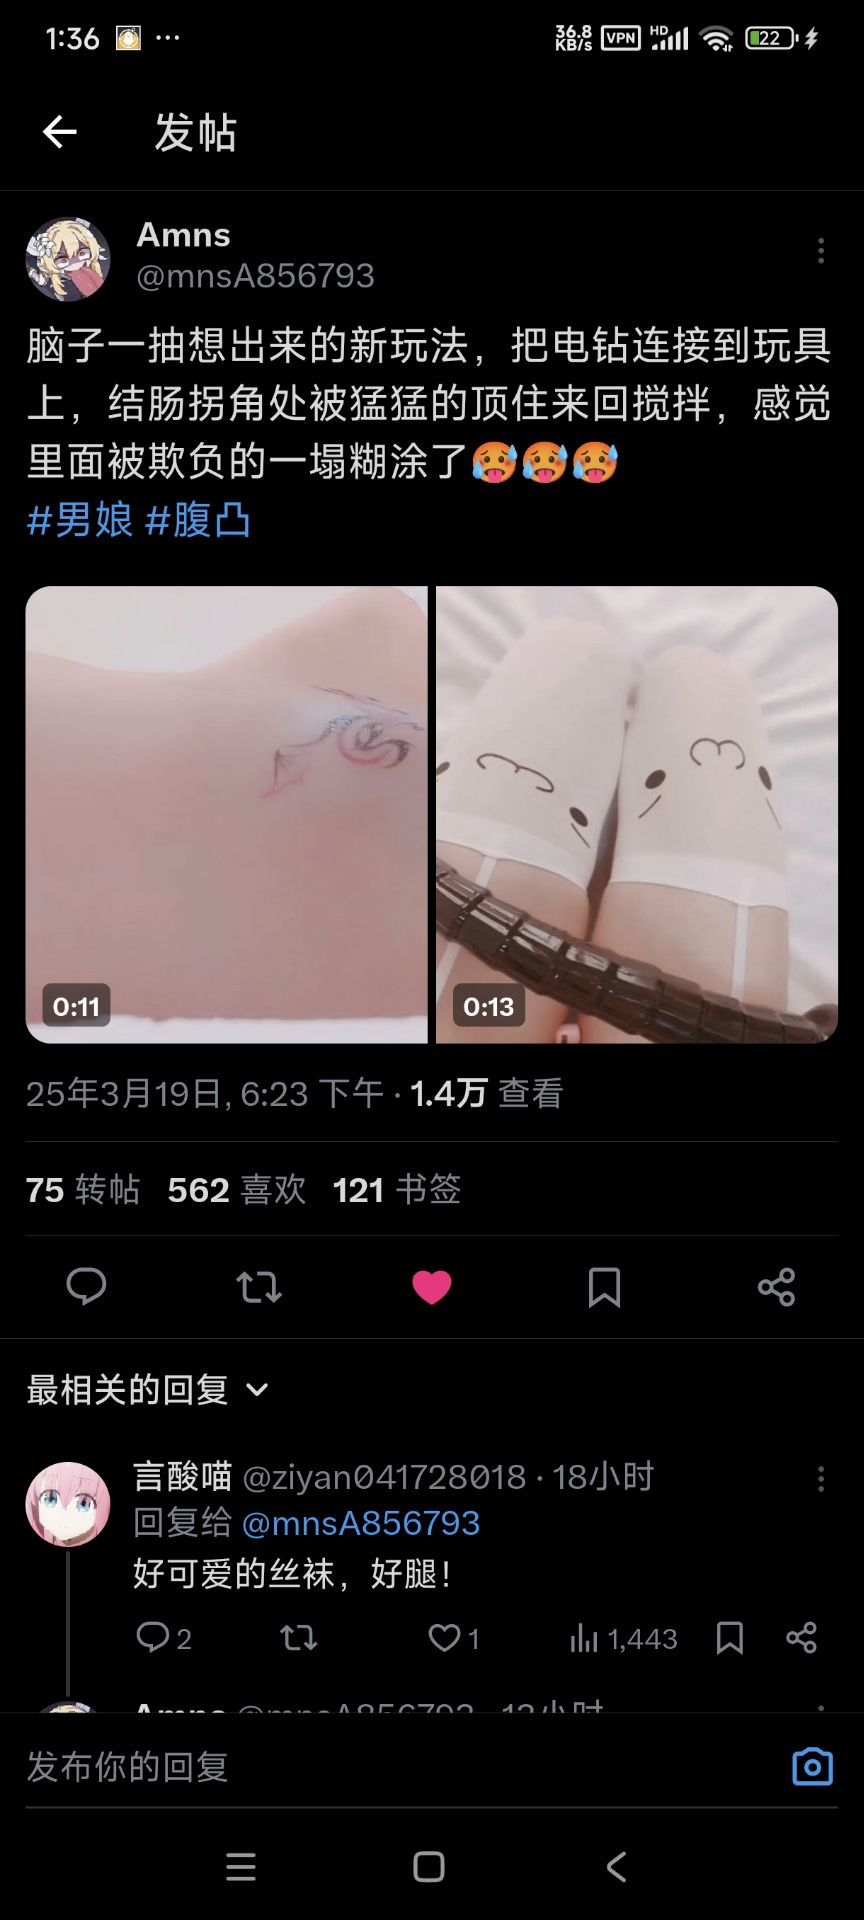 1:36
36.8 KB/s VPN HD 22
发帖
Amns
@mnsA856793
脑子一抽想出来的新玩法，把电钻连接到玩具
上，结肠拐角处被猛猛的顶住来回搅拌，感觉
里面被欺负的一塌糊涂了🥵🥵🥵
#男娘 #腹凸
0:11
0:13
25年3月19日, 6:23 下午 · 1.4万 查看
75 转帖 562 喜欢 121 书签
最相关的回复
言酸喵 @ziyan041728018 · 18小时
回复给 @mnsA856793
好可爱的丝袜，好腿！
2 1 1,443
Amns @mnsA856793 · 13小时
发布你的回复